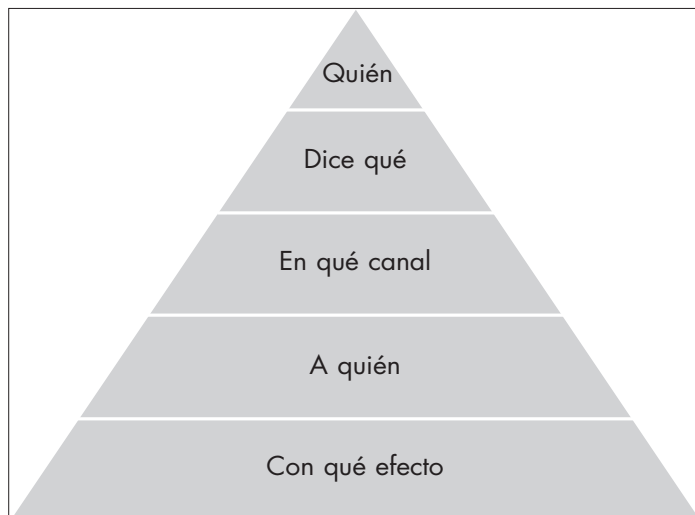 Quién
Dice qué
En qué canal
A quién
Con qué efecto